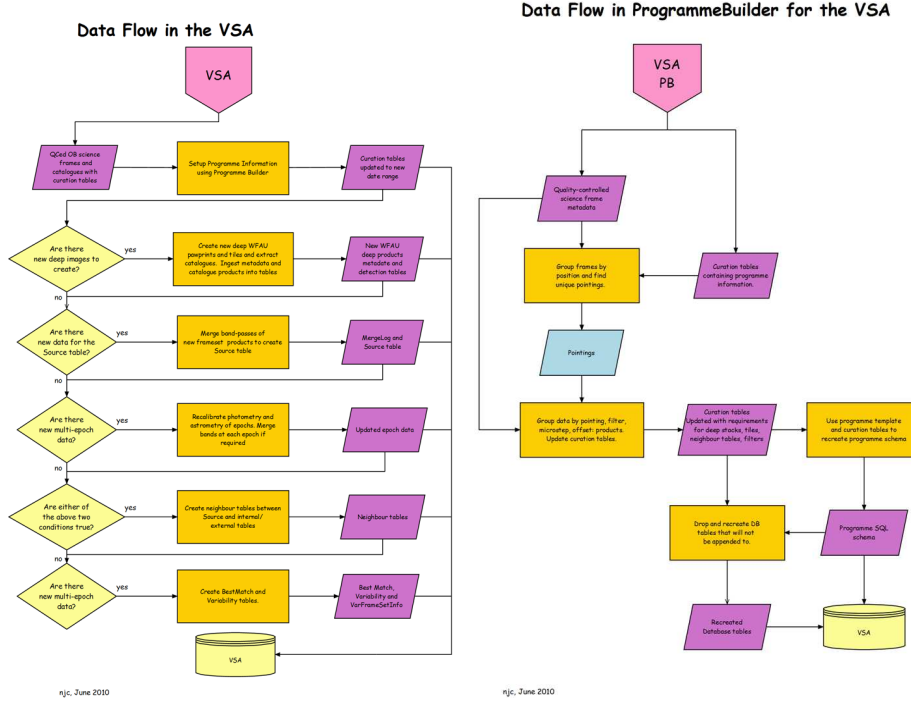 Data Flow in the VSA
VSA
QCed OB science
frames and
catalogues with
curation tables
Setup Programme Information
using Programme Builder
Curation tables
updated to new
date range
Are there
new deep images to
create?
yes
Create new deep WFAU
pawprints and tiles and extract
catalogues. Ingest metadata and
catalogue products into tables
New WFAU
deep products
metadate and
detection tables
no
Are there
new data for the
Source table?
yes
Merge band-passes of
new frameset products to create
Source table
MergeLog and
Source table
no
Are there
new multi-epoch
data?
yes
Recalibrate photometry and
astrometry of epochs. Merge
bands at each epoch if
required
Updated epoch data
no
Are either of
the above two
conditions true?
yes
Create neighbour tables between
Source and internal/
external tables
Neighbour tables
no
Are there
new multi-epoch
data?
yes
Create BestMatch and
Variability tables.
Best Match,
Variability and
VarFrameSetInfo
VSA
njc, June 2010
Data Flow in ProgrammeBuilder for the VSA
VSA
PB
Quality-controlled
science frame
metadata
Group frames by
position and find
unique pointings.
Curation tables
containing programme
information.
Pointings
Group data by pointing, filter,
microstep, offset: products.
Update curation tables.
Curation tables
Updated with requirements
for deep stacks, tiles,
neighbour tables, filters
Use programme template
and curation tables to
recreate programme schema
Drop and recreate DB
tables that will not
be appended to.
Programme SQL
schema
Recreated
Database tables
VSA
njc, June 2010